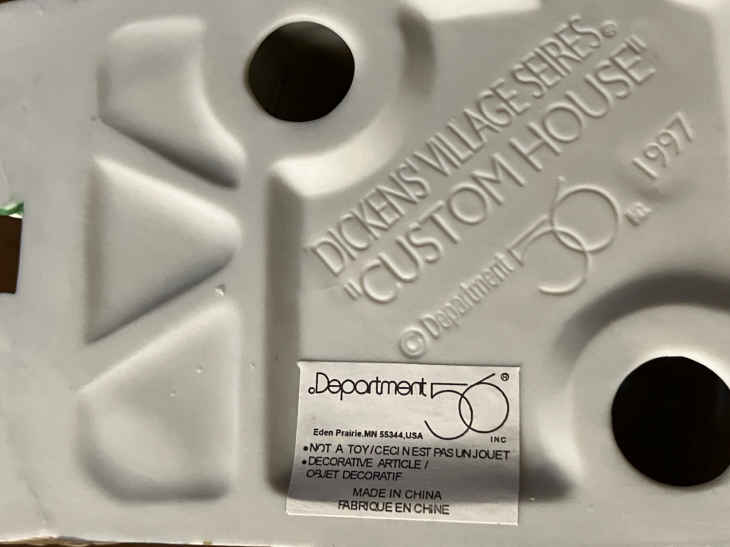 DICKENS' VILLAGE SEIRES®
"CUSTOM HOUSE"
© Department 56 1997
Department 56 ®
INC
Eden Prairie.MN 55344,USA
•NOT A TOY/CECI N EST PAS UN JOUET
•DECORATIVE ARTICLE /
OBJET DECORATIF
MADE IN CHINA
FABRIQUE EN CHINE